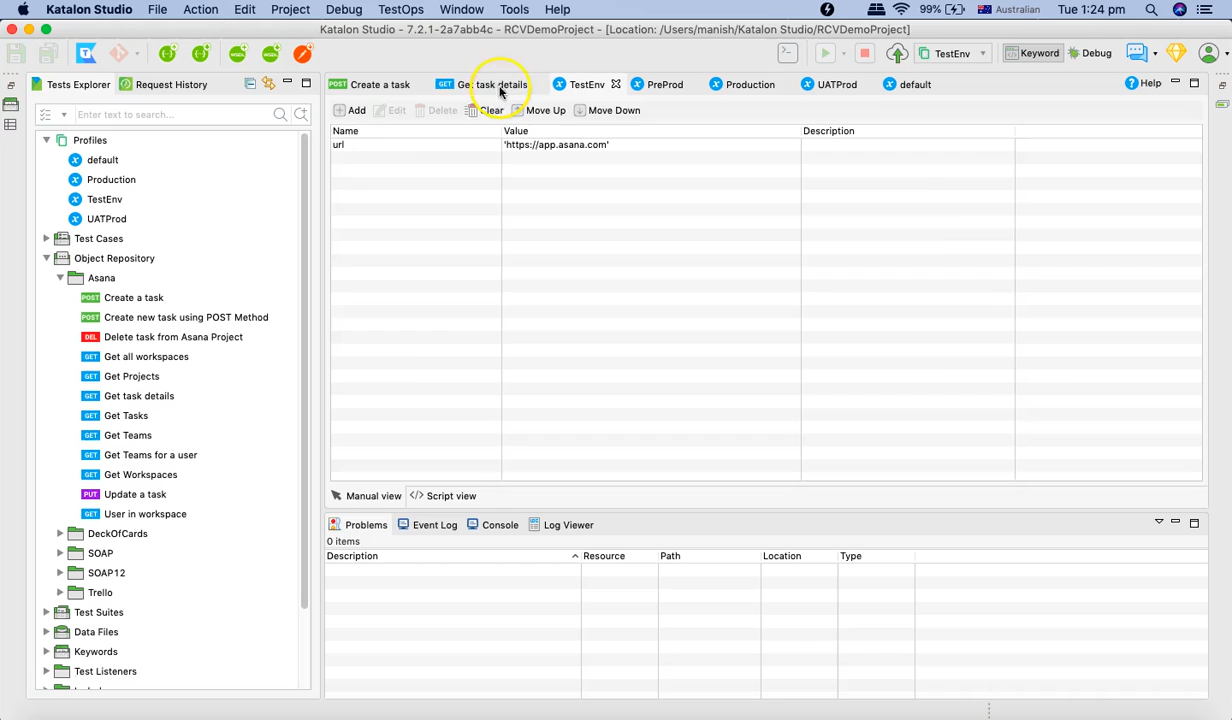 Katalon Studio File Action Edit Project Debug TestOps Window Tools Help 99% Australian Tue 1:24 pm
Katalon Studio - 7.2.1-2a7bb4c - RCVDemoProject - [Location: /Users/manish/Katalon Studio/RCVDemoProject]
TestEnv Keyword Debug
Tests Explorer Request History
POST Create a task GET Get task details TestEnv PreProd Production UATProd default Help
Enter text to search...
Add Edit Delete Clear Move Up Move Down
Name Value Description
url 'https://app.asana.com'
Profiles
default
Production
TestEnv
UATProd
Test Cases
Object Repository
Asana
POST Create a task
POST Create new task using POST Method
DEL Delete task from Asana Project
GET Get all workspaces
GET Get Projects
GET Get task details
GET Get Tasks
GET Get Teams
GET Get Teams for a user
GET Get Workspaces
PUT Update a task
GET User in workspace
DeckOfCards
SOAP
SOAP12
Trello
Test Suites
Data Files
Keywords
Test Listeners
Manual view Script view
Problems Event Log Console Log Viewer
0 items
Description Resource Path Location Type